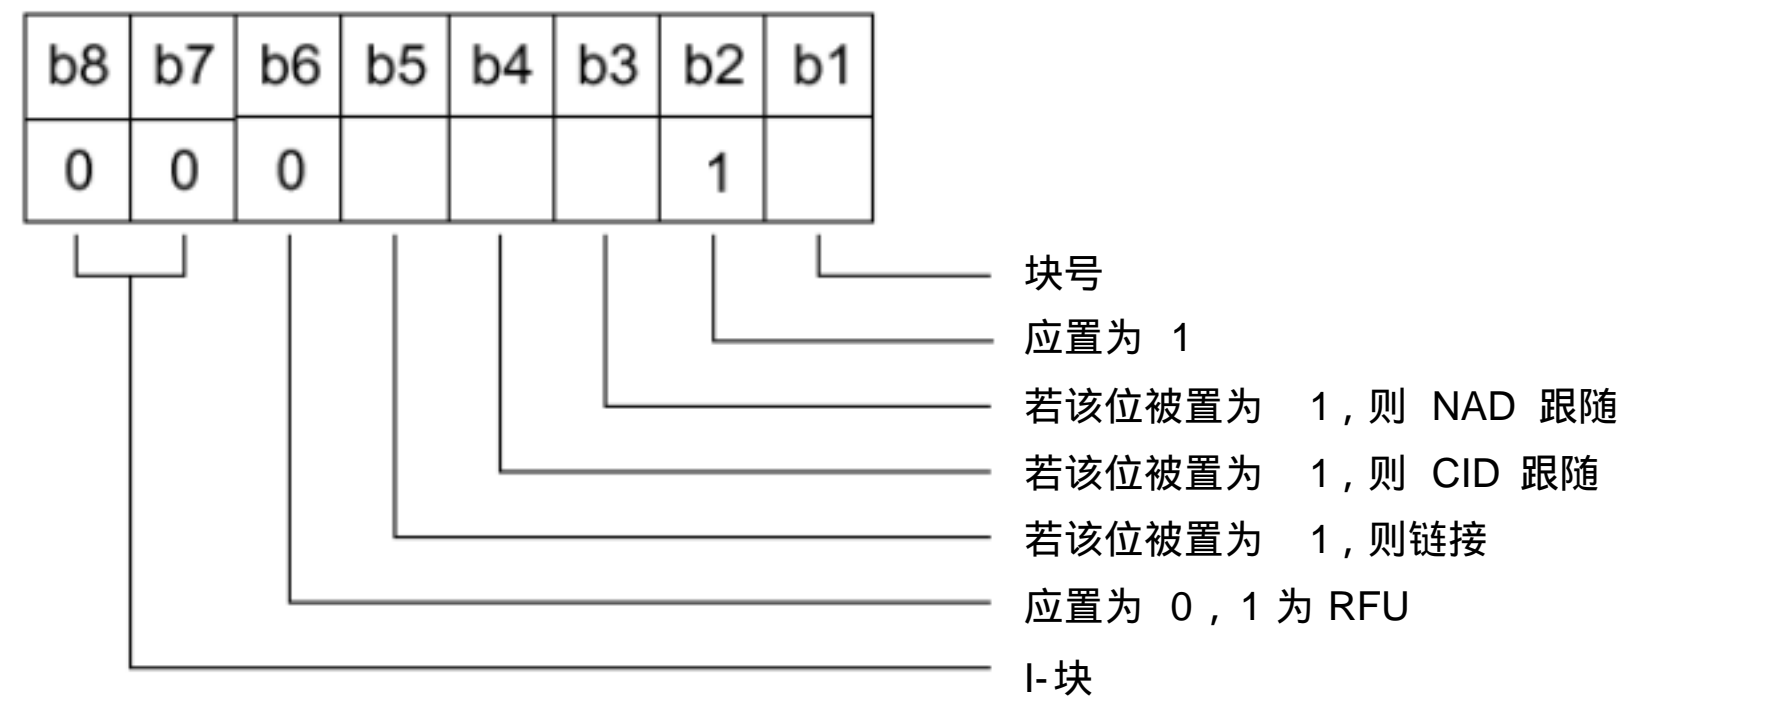 b8 b7 b6 b5 b4 b3 b2 b1
0 0 0 1
块号
应置为 1
若该位被置为 1，则 NAD 跟随
若该位被置为 1，则 CID 跟随
若该位被置为 1，则链接
应置为 0，1 为 RFU
I-块